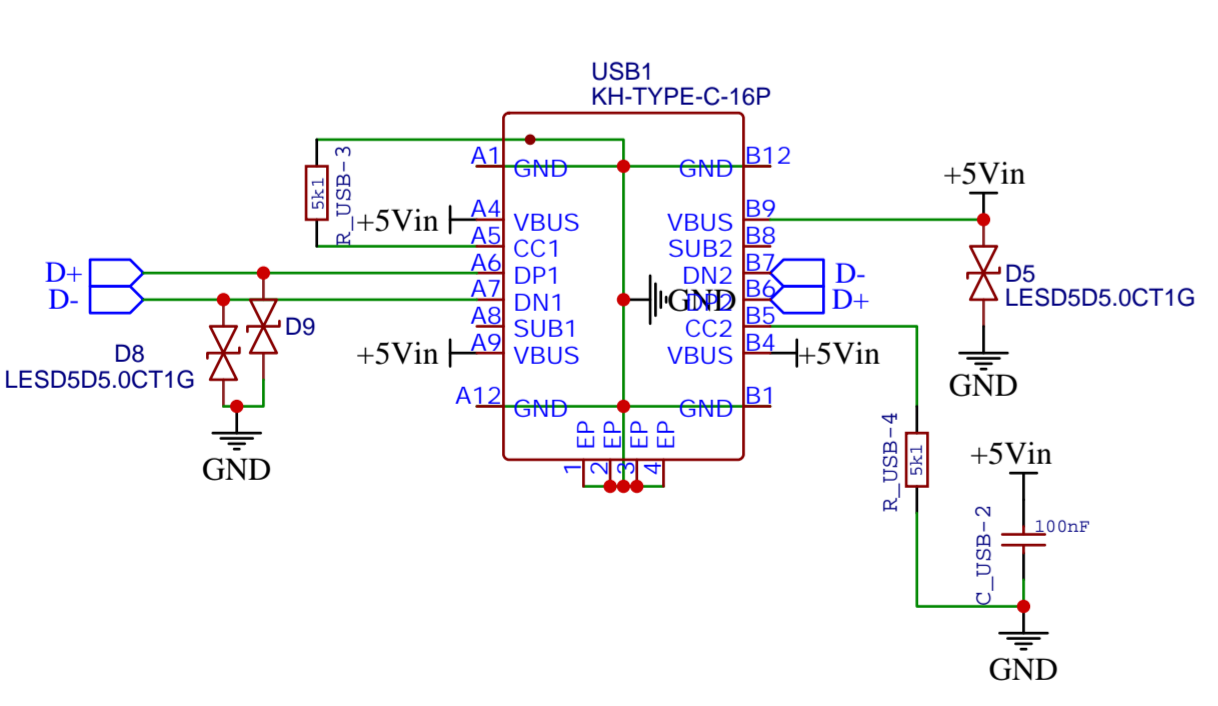 USB1
KH-TYPE-C-16P
A1
GND
GND
B12
R_USB-3
5k1
+5Vin
+5Vin
A4
VBUS
VBUS
B9
A5
CC1
SUB2
B8
D+
A6
DP1
DN2
B7
D-
D-
A7
DN1
DP2
GND
B6
D+
D5
LESD5D5.0CT1G
A8
SUB1
CC2
B5
D9
D8
LESD5D5.0CT1G
+5Vin
A9
VBUS
VBUS
B4
+5Vin
GND
A12
GND
GND
B1
EP
EP
EP
EP
1
2
3
4
GND
R_USB-4
5k1
+5Vin
C_USB-2
100nF
GND